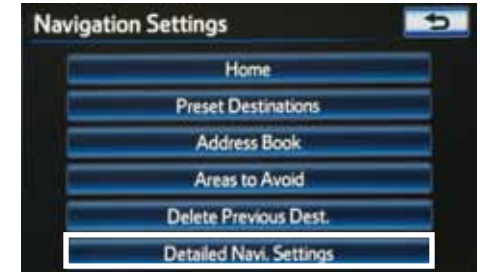 Navigation Settings
Home
Preset Destinations
Address Book
Areas to Avoid
Delete Previous Dest.
Detailed Navi. Settings